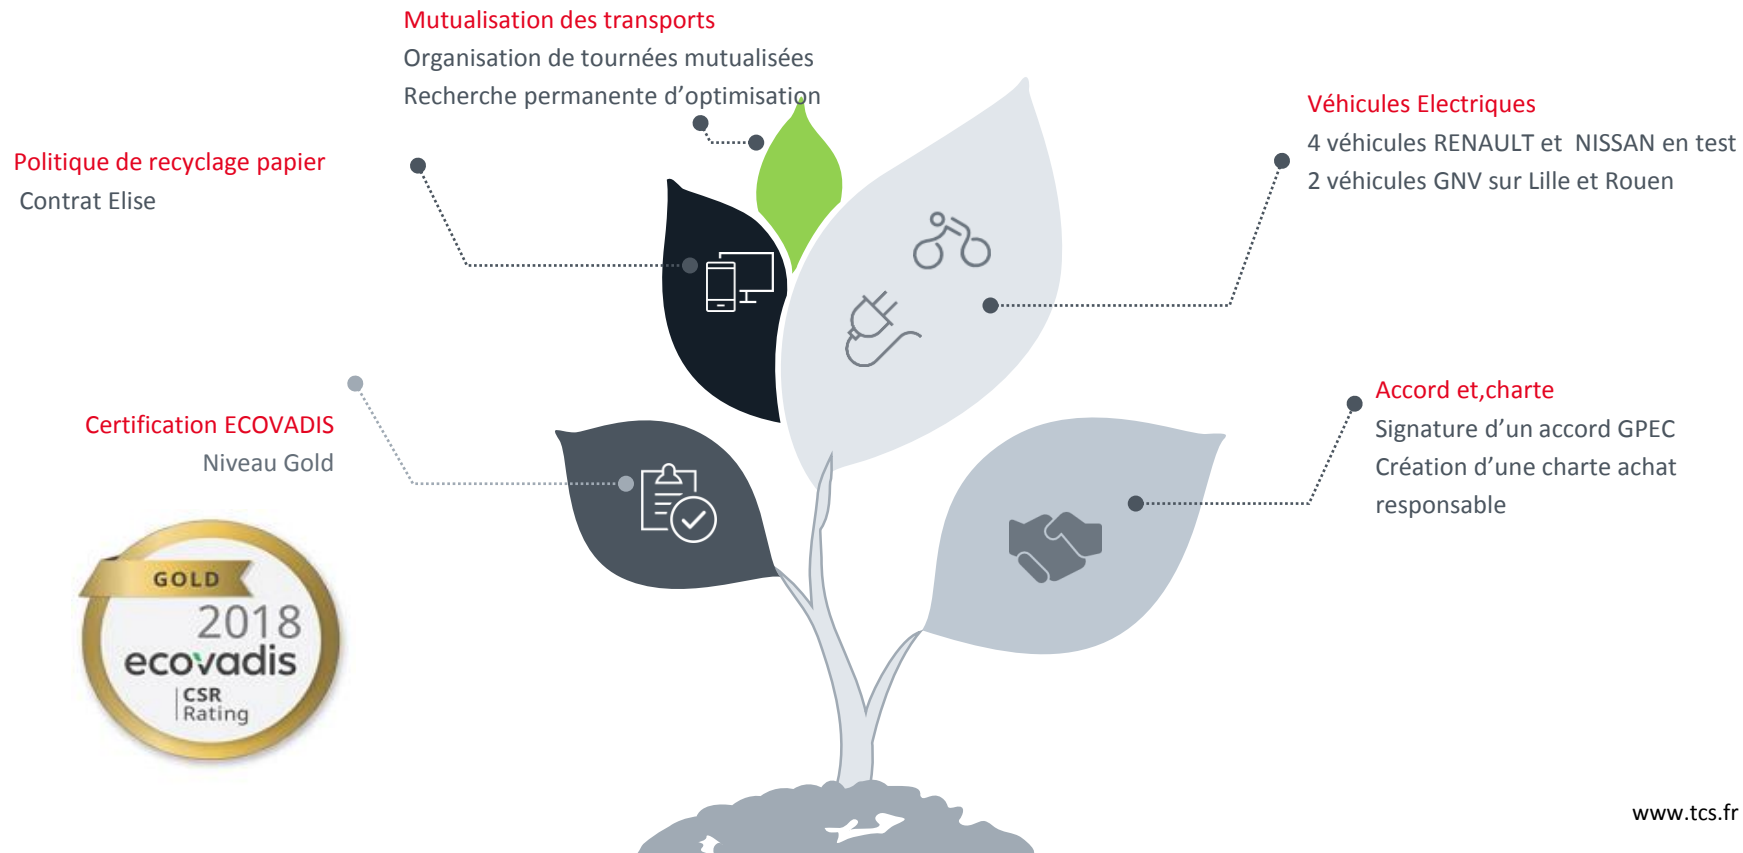 Mutualisation des transports
Organisation de tournées mutualisées
Recherche permanente d’optimisation
Politique de recyclage papier
Contrat Elise
Véhicules Electriques
4 véhicules RENAULT et  NISSAN en test
2 véhicules GNV sur Lille et Rouen
Certification ECOVADIS
Niveau Gold
Accord et,charte
Signature d’un accord GPEC
Création d’une charte achat
responsable
GOLD
2018
ecovadis
CSR
Rating
www.tcs.fr